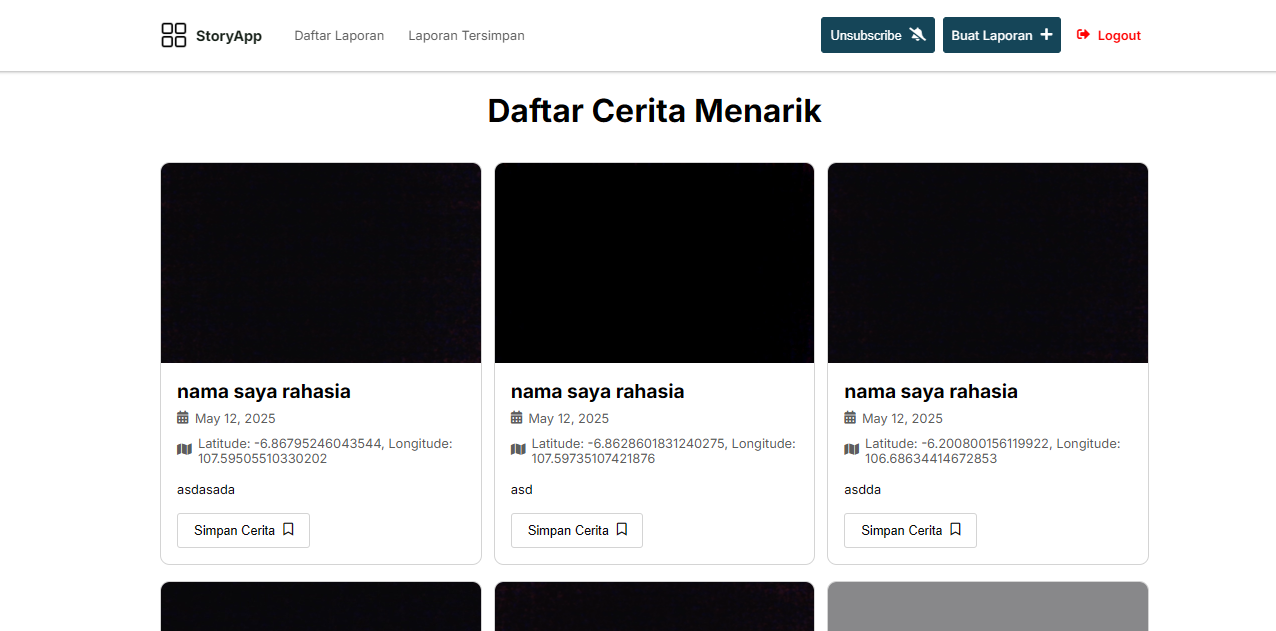 StoryApp Daftar Laporan Laporan Tersimpan Unsubscribe Buat Laporan Logout
Daftar Cerita Menarik
nama saya rahasia
May 12, 2025
Latitude: -6.86795246043544, Longitude:
107.59505510330202
asdasada
Simpan Cerita
nama saya rahasia
May 12, 2025
Latitude: -6.8628601831240275, Longitude:
107.59735107421876
asd
Simpan Cerita
nama saya rahasia
May 12, 2025
Latitude: -6.200800156119922, Longitude:
106.68634414672853
asdda
Simpan Cerita